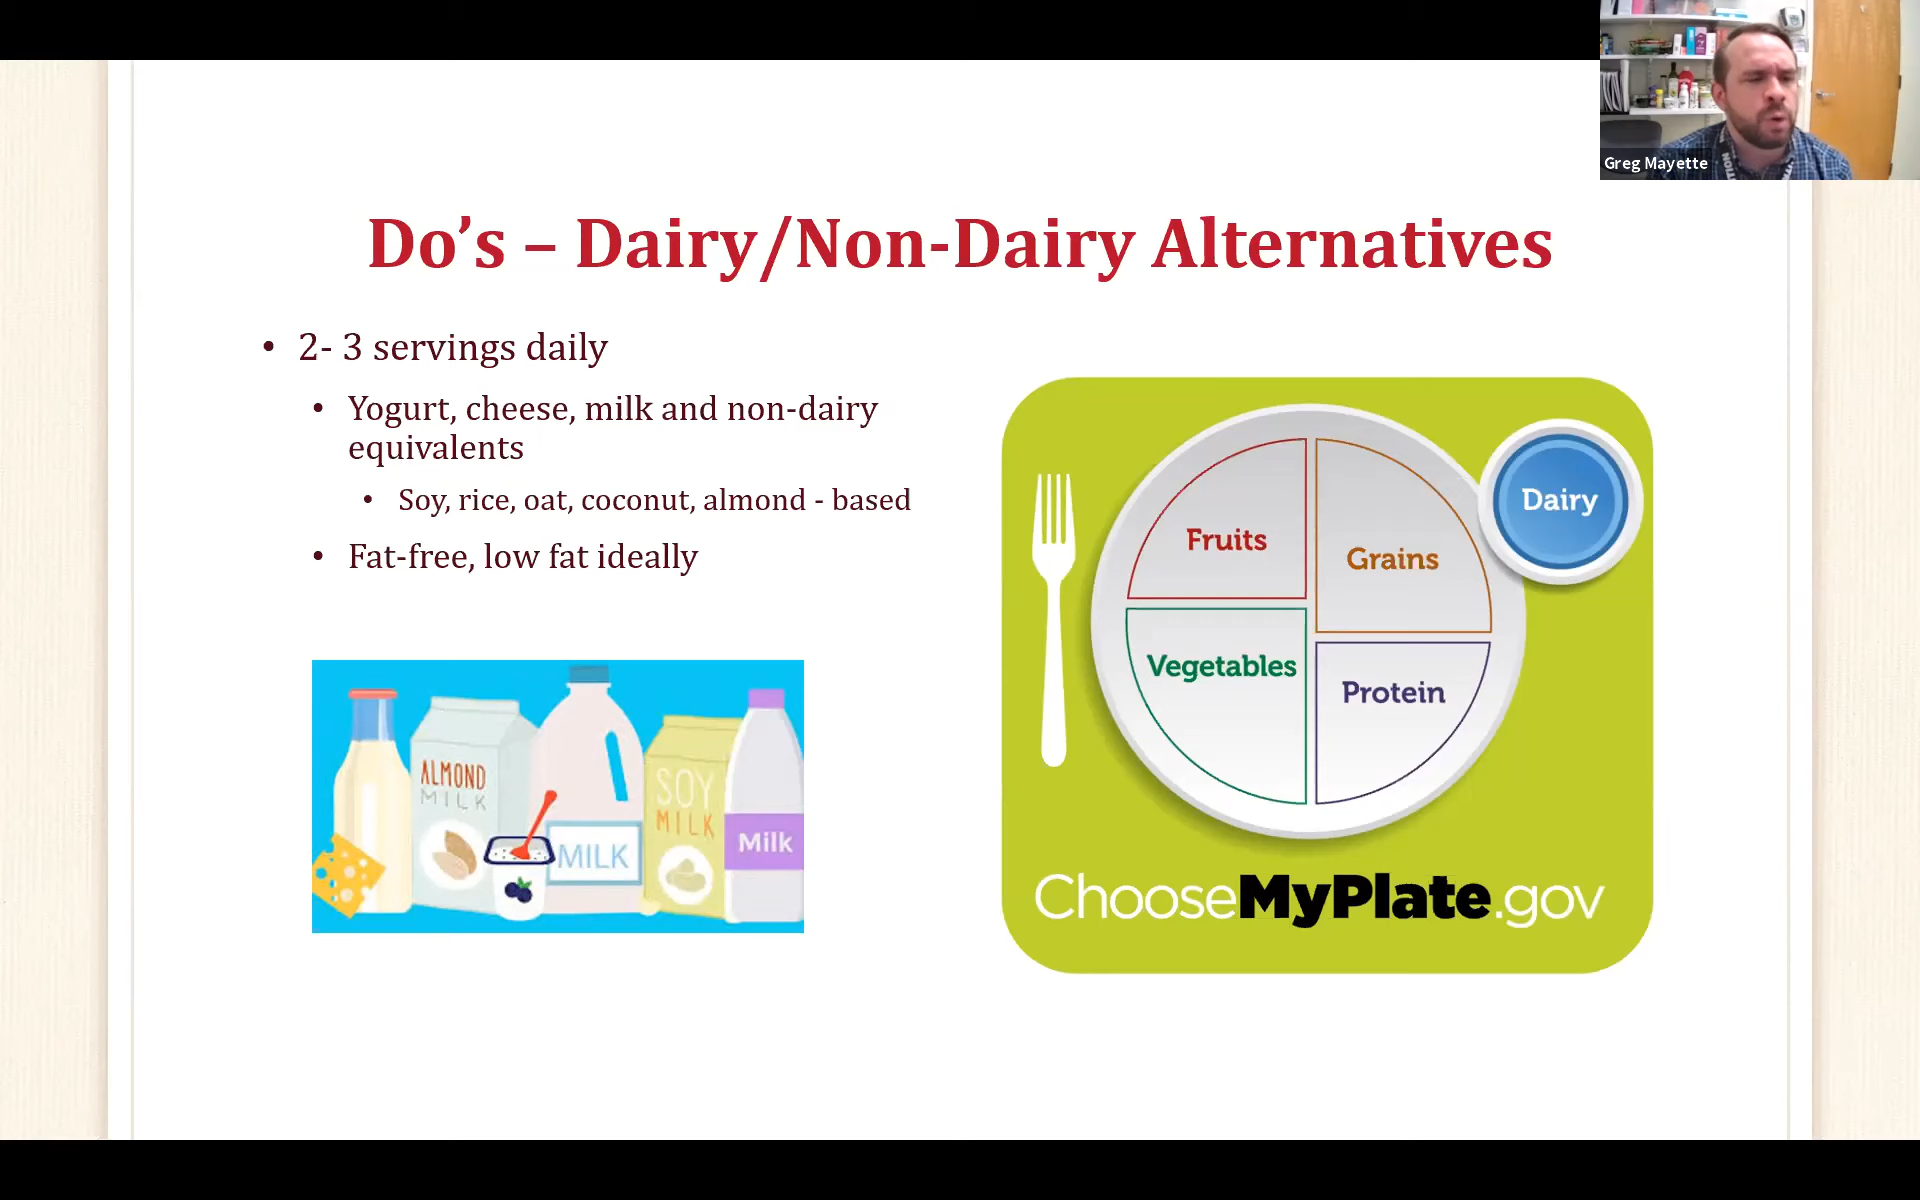 Greg Mayette
Do’s – Dairy/Non-Dairy Alternatives
• 2- 3 servings daily
• Yogurt, cheese, milk and non-dairy
equivalents
• Soy, rice, oat, coconut, almond - based
• Fat-free, low fat ideally
ALMOND
MILK
MILK
SOY
MILK
Milk
Fruits
Grains
Dairy
Vegetables
Protein
ChooseMyPlate.gov